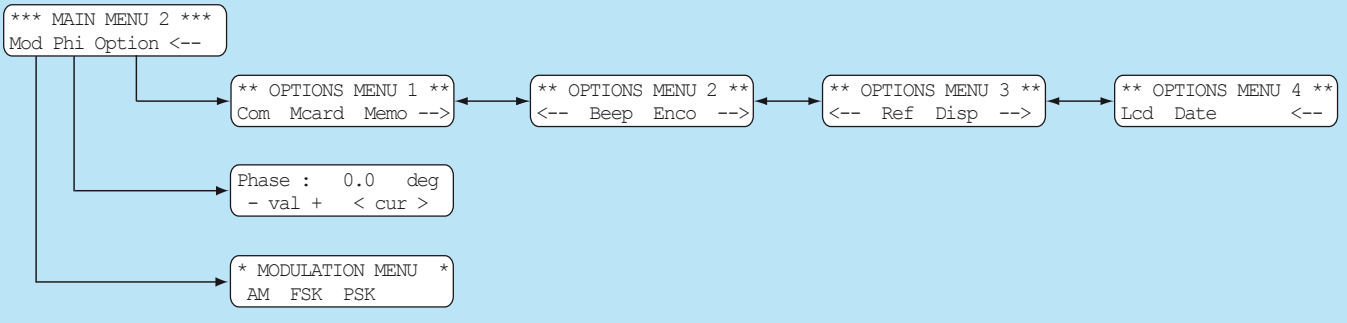 *** MAIN MENU 2 ***
Mod Phi Option <--
** OPTIONS MENU 1 **
Com Mcard Memo -->
** OPTIONS MENU 2 **
<-- Beep Enco -->
** OPTIONS MENU 3 **
<-- Ref Disp -->
** OPTIONS MENU 4 **
Lcd Date <--
Phase : 0.0 deg
- val + < cur >
* MODULATION MENU *
AM FSK PSK